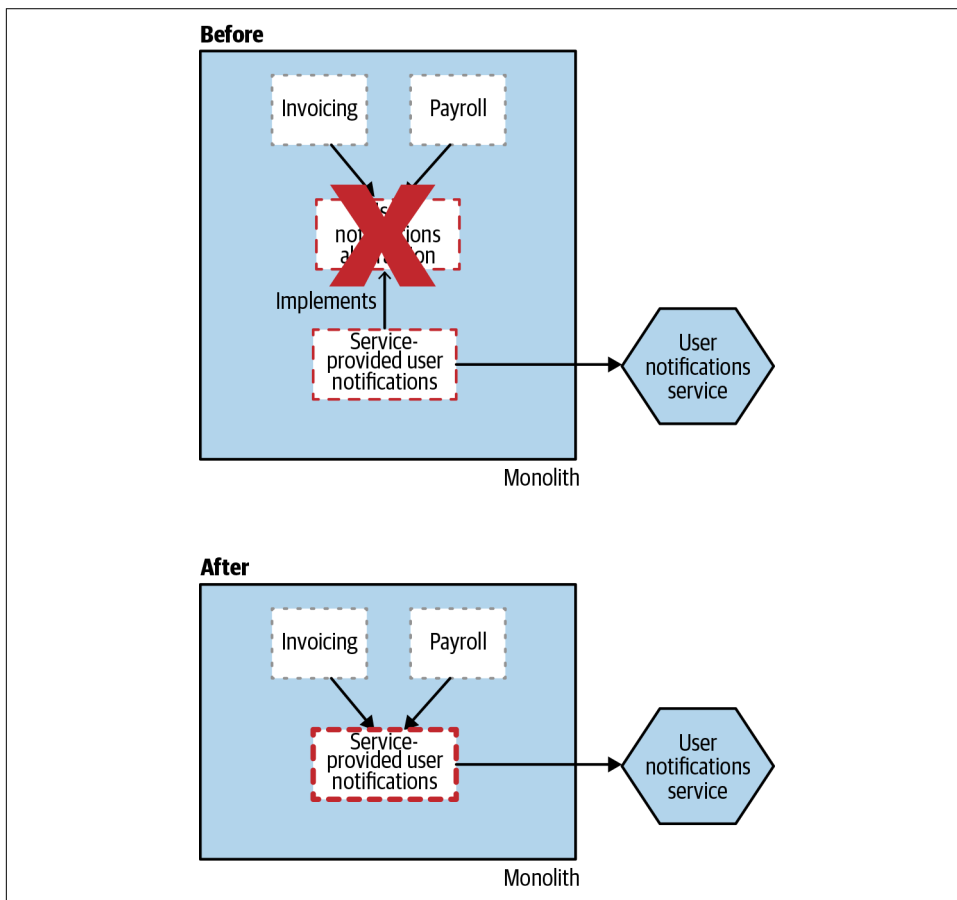 Before
Invoicing
Payroll
Implements
Service-
provided user
notifications
User
notifications
service
Monolith
After
Invoicing
Payroll
Service-
provided user
notifications
User
notifications
service
Monolith